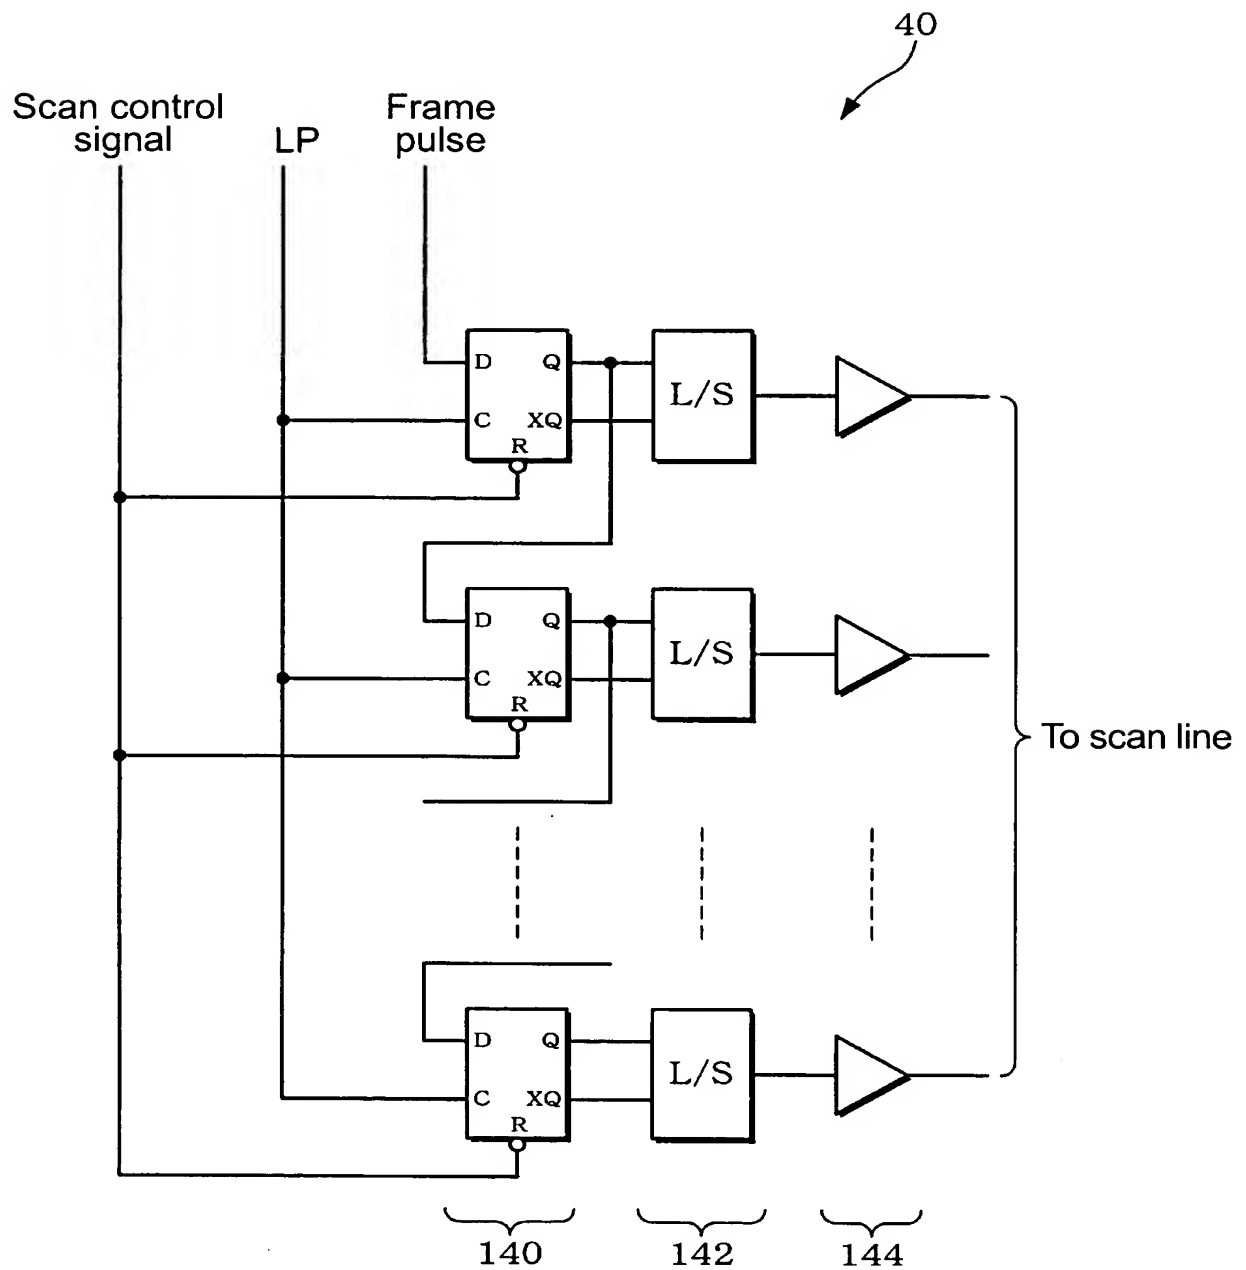 40
Scan control
signal
LP
Frame
pulse
D
Q
C
XQ
R
L/S
D
Q
C
XQ
R
L/S
To scan line
D
Q
C
XQ
R
L/S
140
142
144